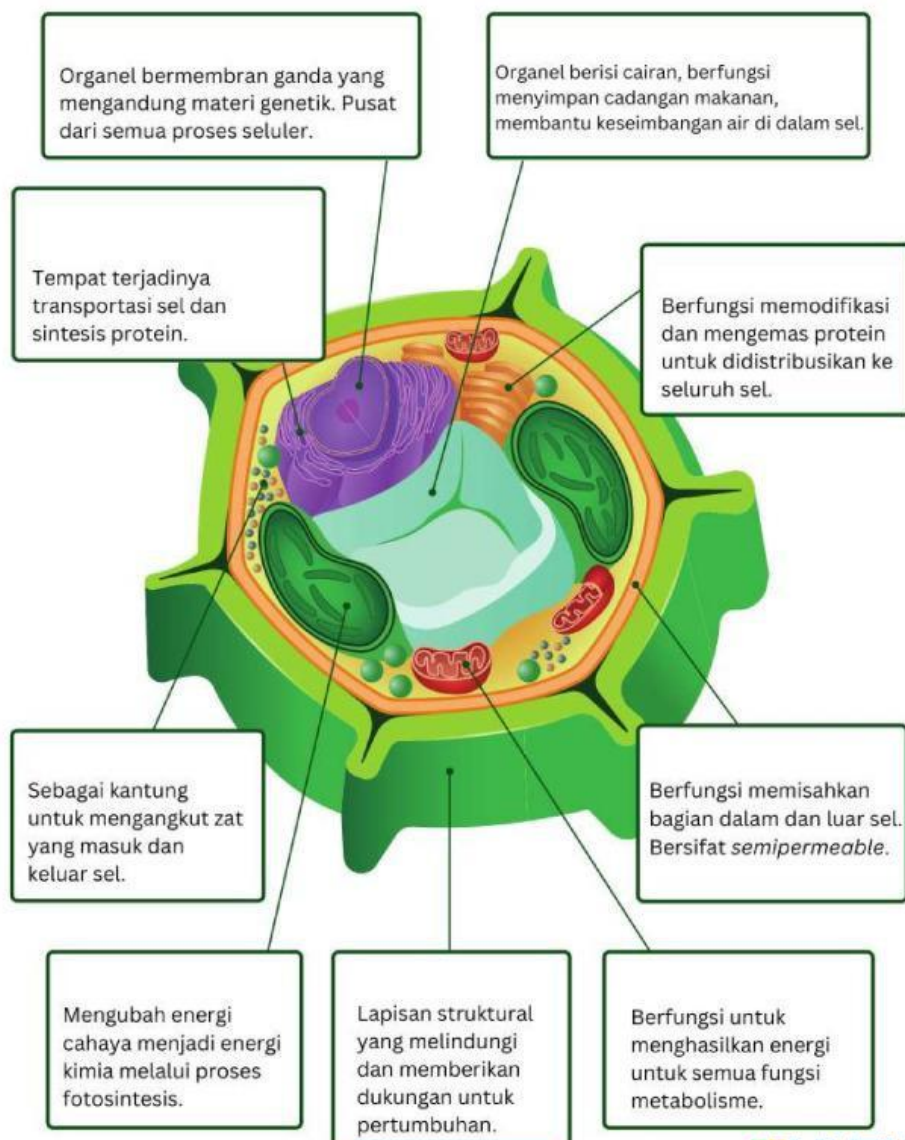 Organel bermembran ganda yang
mengandung materi genetik. Pusat
dari semua proses seluler.
Organel berisi cairan, berfungsi
menyimpan cadangan makanan,
membantu keseimbangan air di dalam sel.
Tempat terjadinya
transportasi sel dan
sintesis protein.
Berfungsi memodifikasi
dan mengemas protein
untuk didistribusikan ke
seluruh sel.
Sebagai kantung
untuk mengangkut zat
yang masuk dan
keluar sel.
Berfungsi memisahkan
bagian dalam dan luar sel.
Bersifat semipermeable.
Mengubah energi
cahaya menjadi energi
kimia melalui proses
fotosintesis.
Lapisan struktural
yang melindungi
dan memberikan
dukungan untuk
pertumbuhan.
Berfungsi untuk
menghasilkan energi
untuk semua fungsi
metabolisme.